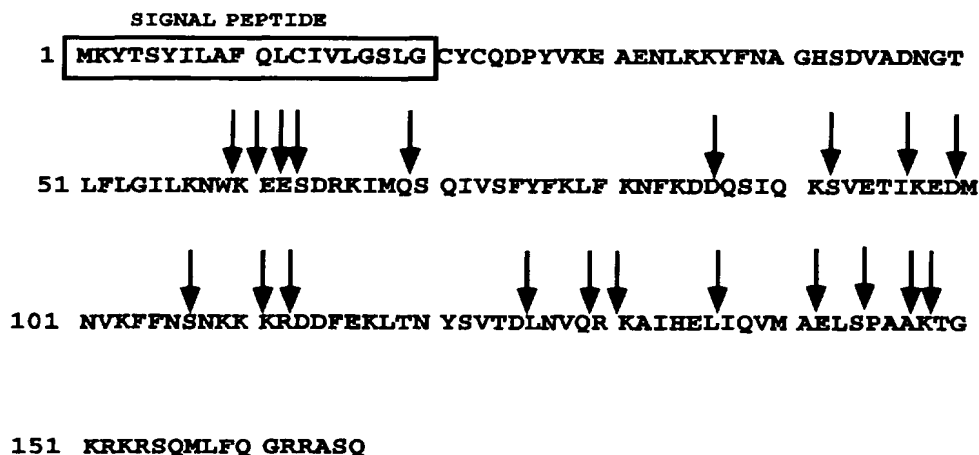 SIGNAL PEPTIDE
1 MKYTSYILAF QLCIVLGSLG CYCQDPYVKE AENLKKYFNA GHSDVADNGT
51 LFLGILKNWK EESDRKIMQS QIVSFYFKLF KNFKDDQSIQ KSVETIKEDM
101 NVKFFNSNKK KRDDFEKLTN YSVTDLNVQR KAIHELIQVM AELSPAAKTG
151 KRKRSQMLFQ GRRASQ